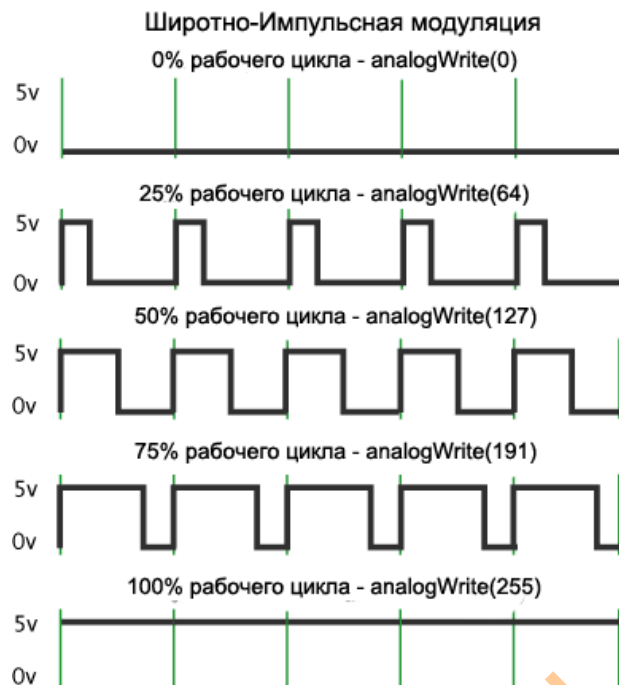 Широтно-Импульсная модуляция
0% рабочего цикла - analogWrite(0)
5v
0v
25% рабочего цикла - analogWrite(64)
5v
0v
50% рабочего цикла - analogWrite(127)
5v
0v
75% рабочего цикла - analogWrite(191)
5v
0v
100% рабочего цикла - analogWrite(255)
5v
0v